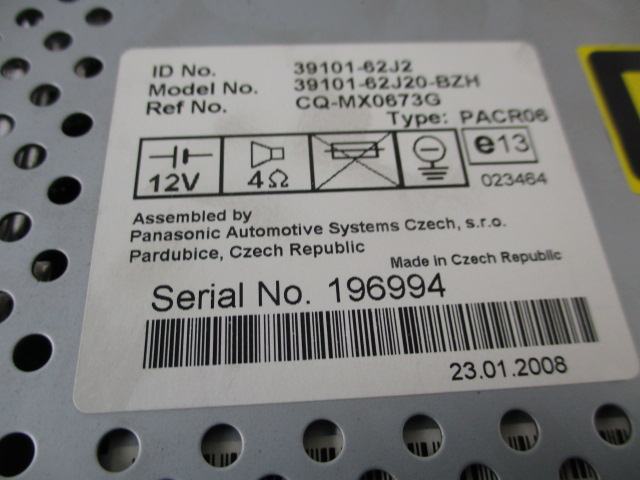 ID No. 39101-62J2
Model No. 39101-62J20-BZH
Ref No. CQ-MX0673G
Type: PACR06
12V
4Ω
e13
023464
Assembled by
Panasonic Automotive Systems Czech, s.r.o.
Pardubice, Czech Republic
Made in Czech Republic
Serial No. 196994
23.01.2008